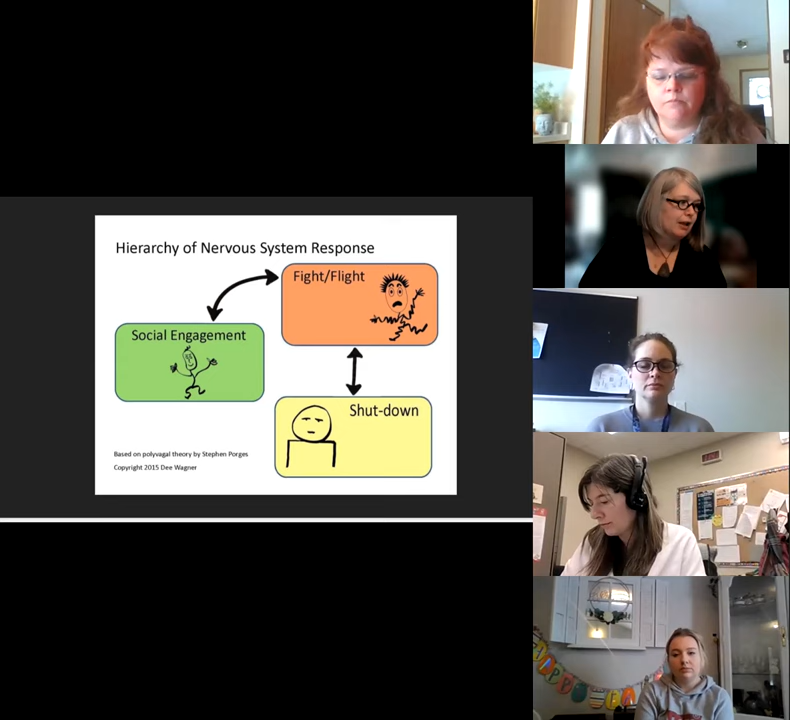 Hierarchy of Nervous System Response
Fight/Flight
Social Engagement
Shut-down
Based on polyvagal theory by Stephen Porges
Copyright 2015 Dee Wagner